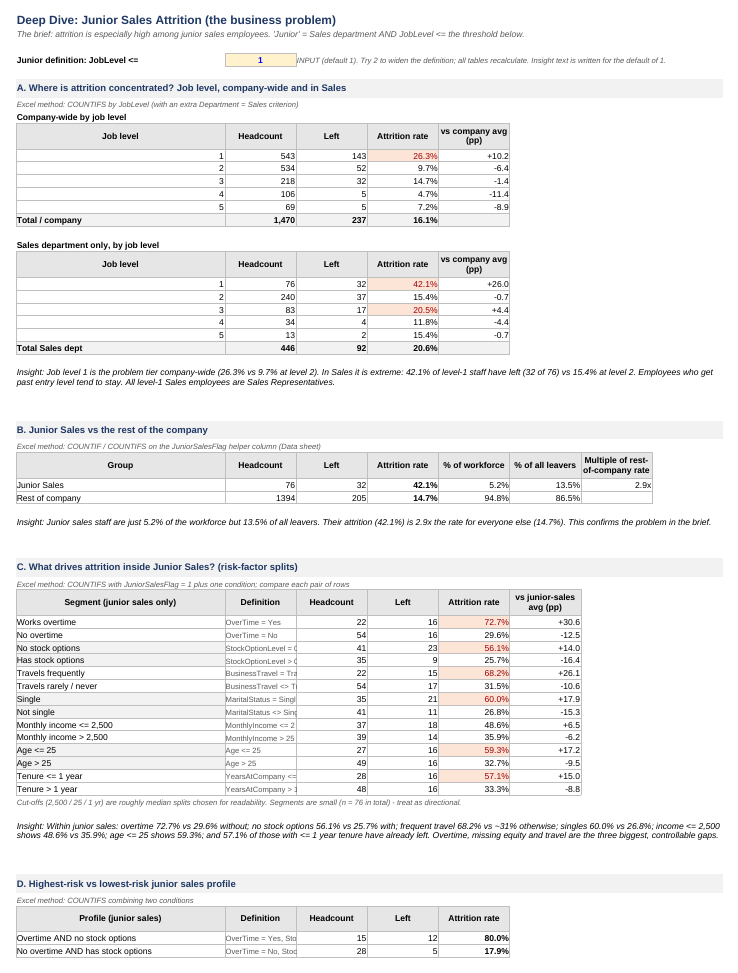 Deep Dive: Junior Sales Attrition (the business problem)
The brief: attrition is especially high among junior sales employees. 'Junior' = Sales department AND JobLevel <= the threshold below.
Junior definition: JobLevel <= 1 INPUT (default 1). Try 2 to widen the definition; all tables recalculate. Insight text is written for the default of 1.
A. Where is attrition concentrated? Job level, company-wide and in Sales
Excel method: COUNTIFS by JobLevel (with an extra Department = Sales criterion)
Company-wide by job level
Job level Headcount Left Attrition rate vs company avg (pp)
1 543 143 26.3% +10.2
2 534 52 9.7% -6.4
3 218 32 14.7% -1.4
4 106 5 4.7% -11.4
5 69 5 7.2% -8.9
Total / company 1,470 237 16.1%
Sales department only, by job level
Job level Headcount Left Attrition rate vs company avg (pp)
1 76 32 42.1% +26.0
2 240 37 15.4% -0.7
3 83 17 20.5% +4.4
4 34 4 11.8% -4.4
5 13 2 15.4% -0.7
Total Sales dept 446 92 20.6%
Insight: Job level 1 is the problem tier company-wide (26.3% vs 9.7% at level 2). In Sales it is extreme: 42.1% of level-1 staff have left (32 of 76) vs 15.4% at level 2. Employees who get
past entry level tend to stay. All level-1 Sales employees are Sales Representatives.
B. Junior Sales vs the rest of the company
Excel method: COUNTIF / COUNTIFS on the JuniorSalesFlag helper column (Data sheet)
Group Headcount Left Attrition rate % of workforce % of all leavers Multiple of rest-of-company rate
Junior Sales 76 32 42.1% 5.2% 13.5% 2.9x
Rest of company 1394 205 14.7% 94.8% 86.5%
Insight: Junior sales staff are just 5.2% of the workforce but 13.5% of all leavers. Their attrition (42.1%) is 2.9x the rate for everyone else (14.7%). This confirms the problem in the brief.
C. What drives attrition inside Junior Sales? (risk-factor splits)
Excel method: COUNTIFS with JuniorSalesFlag = 1 plus one condition; compare each pair of rows
Segment (junior sales only) Definition Headcount Left Attrition rate vs junior-sales avg (pp)
Works overtime OverTime = Yes 22 16 72.7% +30.6
No overtime OverTime = No 54 16 29.6% -12.5
No stock options StockOptionLevel = 0 41 23 56.1% +14.0
Has stock options StockOptionLevel > 0 35 9 25.7% -16.4
Travels frequently BusinessTravel = Tra 22 15 68.2% +26.1
Travels rarely / never BusinessTravel <> T 54 17 31.5% -10.6
Single MaritalStatus = Singl 35 21 60.0% +17.9
Not single MaritalStatus <> Sing 41 11 26.8% -15.3
Monthly income <= 2,500 MonthlyIncome <= 2 37 18 48.6% +6.5
Monthly income > 2,500 MonthlyIncome > 25 39 14 35.9% -6.2
Age <= 25 Age <= 25 27 16 59.3% +17.2
Age > 25 Age > 25 49 16 32.7% -9.5
Tenure <= 1 year YearsAtCompany <= 28 16 57.1% +15.0
Tenure > 1 year YearsAtCompany > 1 48 16 33.3% -8.8
Cut-offs (2,500 / 25 / 1 yr) are roughly median splits chosen for readability. Segments are small (n = 76 in total) - treat as directional.
Insight: Within junior sales: overtime 72.7% vs 29.6% without; no stock options 56.1% vs 25.7% with; frequent travel 68.2% vs ~31% otherwise; singles 60.0% vs 26.8%; income <= 2,500
shows 48.6% vs 35.9%; age <= 25 shows 59.3%; and 57.1% of those with <= 1 year tenure have already left. Overtime, missing equity and travel are the three biggest, controllable gaps.
D. Highest-risk vs lowest-risk junior sales profile
Excel method: COUNTIFS combining two conditions
Profile (junior sales) Definition Headcount Left Attrition rate
Overtime AND no stock options OverTime = Yes, Sto 15 12 80.0%
No overtime AND has stock options OverTime = No, Stoc 28 5 17.9%